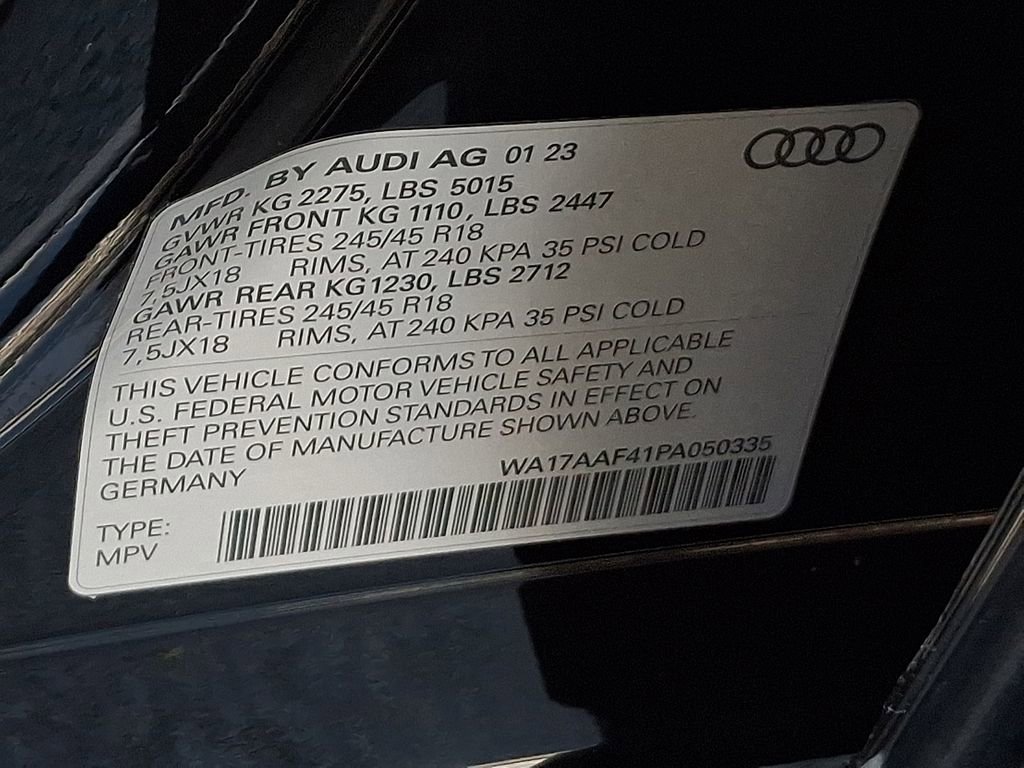 MFD. BY AUDI AG 01 23
GVWR KG 2275, LBS 5015
GAWR FRONT KG 1110, LBS 2447
FRONT-TIRES 245/45 R18
7,5JX18 RIMS, AT 240 KPA 35 PSI COLD
GAWR REAR KG1230, LBS 2712
REAR-TIRES 245/45 R18
7,5JX18 RIMS, AT 240 KPA 35 PSI COLD
THIS VEHICLE CONFORMS TO ALL APPLICABLE
U.S. FEDERAL MOTOR VEHICLE SAFETY AND
THEFT PREVENTION STANDARDS IN EFFECT ON
THE DATE OF MANUFACTURE SHOWN ABOVE.
GERMANY WA17AAF41PA050335
TYPE:
MPV